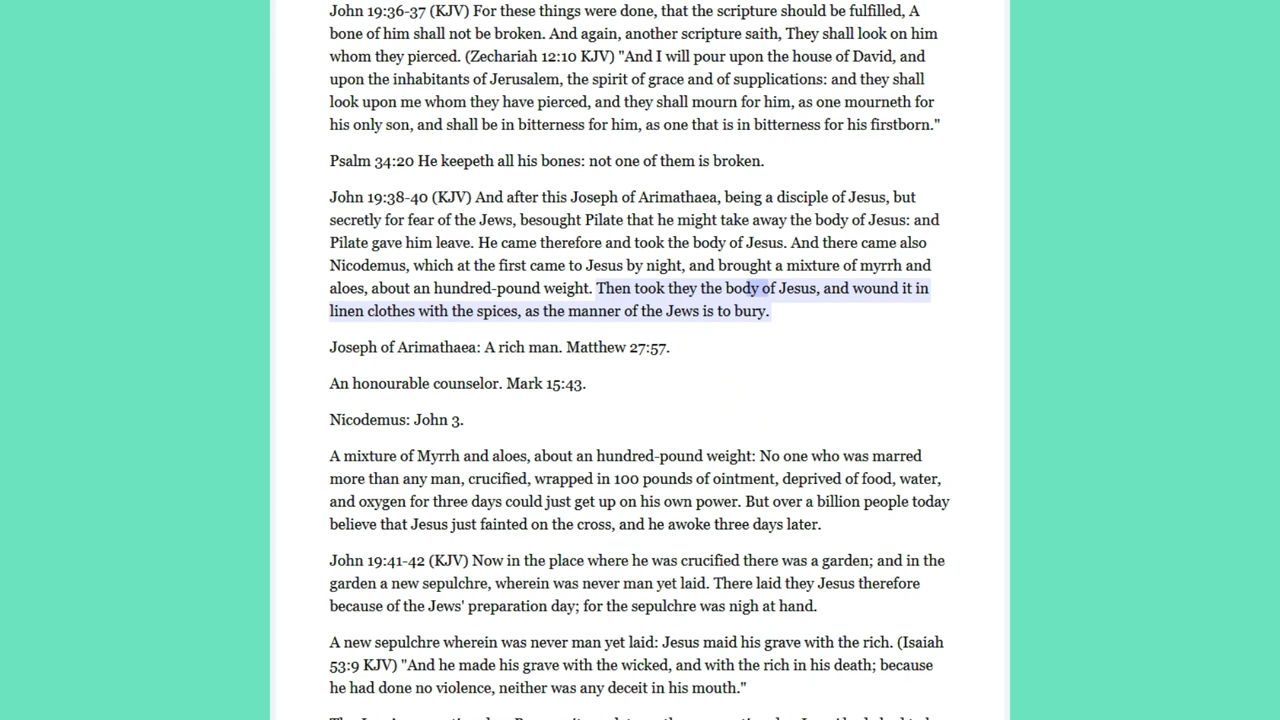 John 19:36-37 (KJV) For these things were done, that the scripture should be fulfilled, A
bone of him shall not be broken. And again, another scripture saith, They shall look on him
whom they pierced. (Zechariah 12:10 KJV) "And I will pour upon the house of David, and
upon the inhabitants of Jerusalem, the spirit of grace and of supplications: and they shall
look upon me whom they have pierced, and they shall mourn for him, as one mourneth for
his only son, and shall be in bitterness for him, as one that is in bitterness for his firstborn."
Psalm 34:20 He keepeth all his bones: not one of them is broken.
John 19:38-40 (KJV) And after this Joseph of Arimathaea, being a disciple of Jesus, but
secretly for fear of the Jews, besought Pilate that he might take away the body of Jesus: and
Pilate gave him leave. He came therefore and took the body of Jesus. And there came also
Nicodemus, which at the first came to Jesus by night, and brought a mixture of myrrh and
aloes, about an hundred-pound weight. Then took they the body of Jesus, and wound it in
linen clothes with the spices, as the manner of the Jews is to bury.
Joseph of Arimathaea: A rich man. Matthew 27:57.
An honourable counselor. Mark 15:43.
Nicodemus: John 3.
A mixture of Myrrh and aloes, about an hundred-pound weight: No one who was marred
more than any man, crucified, wrapped in 100 pounds of ointment, deprived of food, water,
and oxygen for three days could just get up on his own power. But over a billion people today
believe that Jesus just fainted on the cross, and he awoke three days later.
John 19:41-42 (KJV) Now in the place where he was crucified there was a garden; and in the
garden a new sepulchre, wherein was never man yet laid. There laid they Jesus therefore
because of the Jews' preparation day; for the sepulchre was nigh at hand.
A new sepulchre wherein was never man yet laid: Jesus maid his grave with the rich. (Isaiah
53:9 KJV) "And he made his grave with the wicked, and with the rich in his death; because
he had done no violence, neither was any deceit in his mouth."